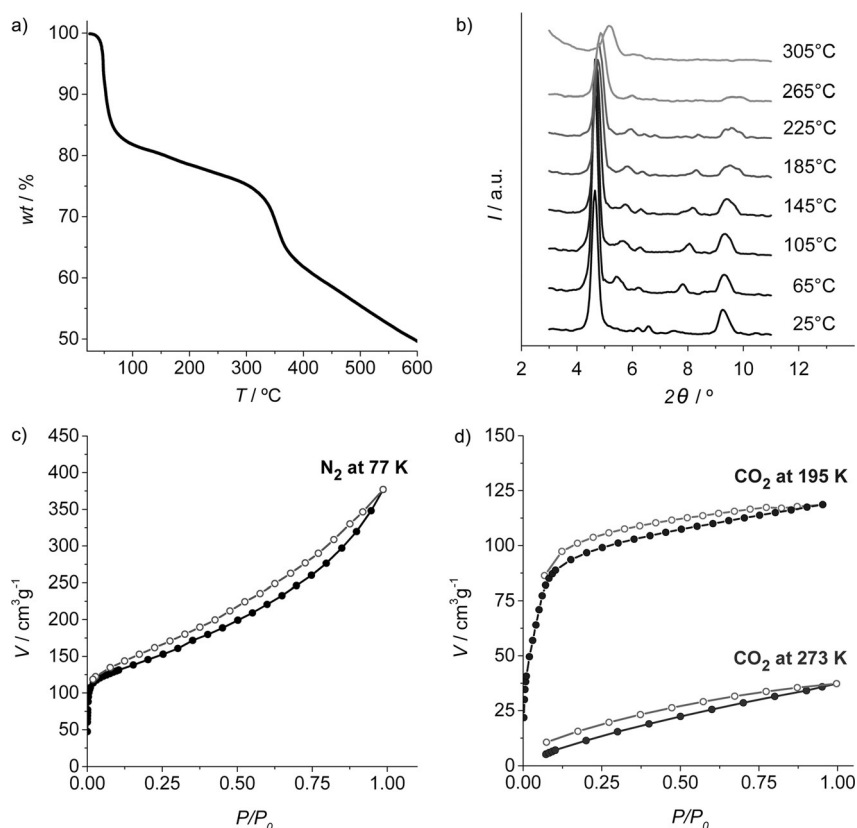 a)
100
90
80
70
60
50
wt / %
100 200 300 400 500 600
T / ºC
b)
305°C
265°C
225°C
185°C
145°C
105°C
65°C
25°C
I / a.u.
2 4 6 8 10 12
2θ / º
c)
450
400
350
300
250
200
150
100
50
0
N2 at 77 K
V / cm³g⁻¹
0.00 0.25 0.50 0.75 1.00
P/P0
d)
150
125
100
75
50
25
0
CO2 at 195 K
CO2 at 273 K
V / cm³g⁻¹
0.00 0.25 0.50 0.75 1.00
P/P0